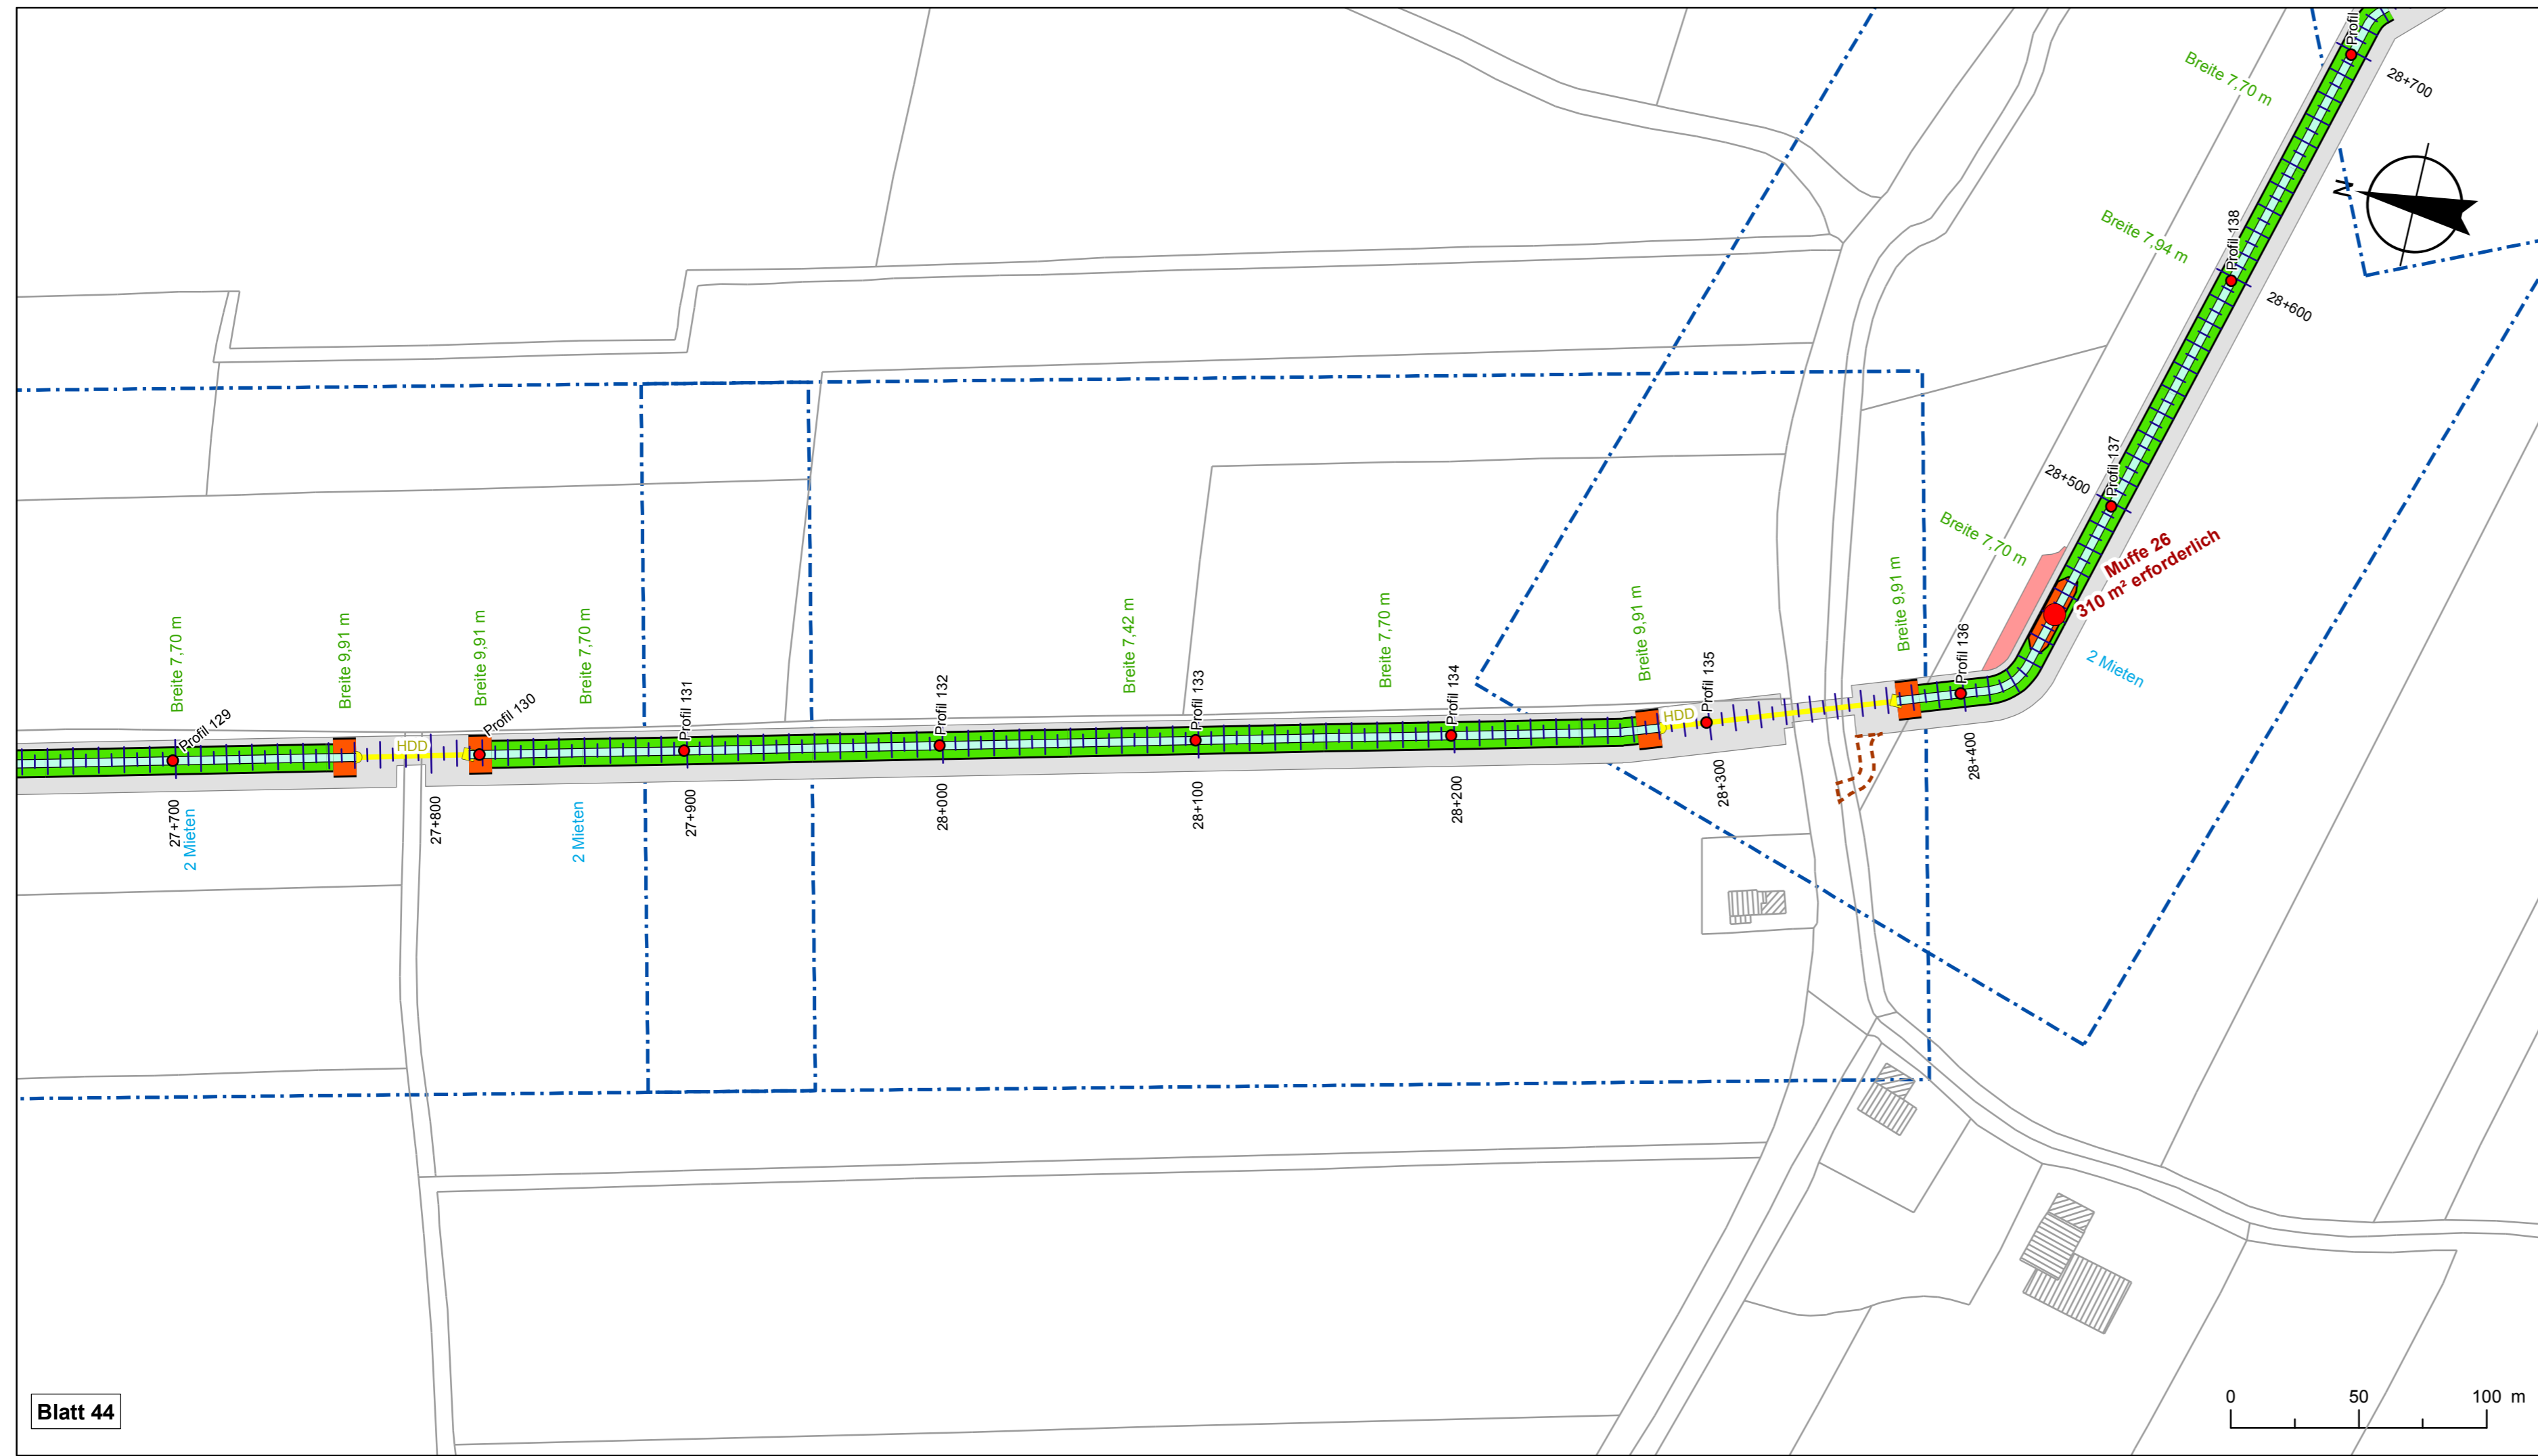 Profil
28+700
Breite 7,70 m
N
Breite 7,94 m
Profil 138
28+600
Profil 137
28+500
Breite 7,70 m
Muffe 26
310 m² erforderlich
2 Mieten
Breite 7,70 m
Breite 9,91 m
Breite 9,91 m
Breite 7,70 m
Breite 7,42 m
Breite 7,70 m
Breite 9,91 m
Breite 9,91 m
Profil 129
HDD
Profil 130
Profil 131
Profil 132
Profil 133
Profil 134
HDD
Profil 135
Profil 136
27+700
2 Mieten
27+800
2 Mieten
27+900
28+000
28+100
28+200
28+300
28+400
Blatt 44
0 50 100 m